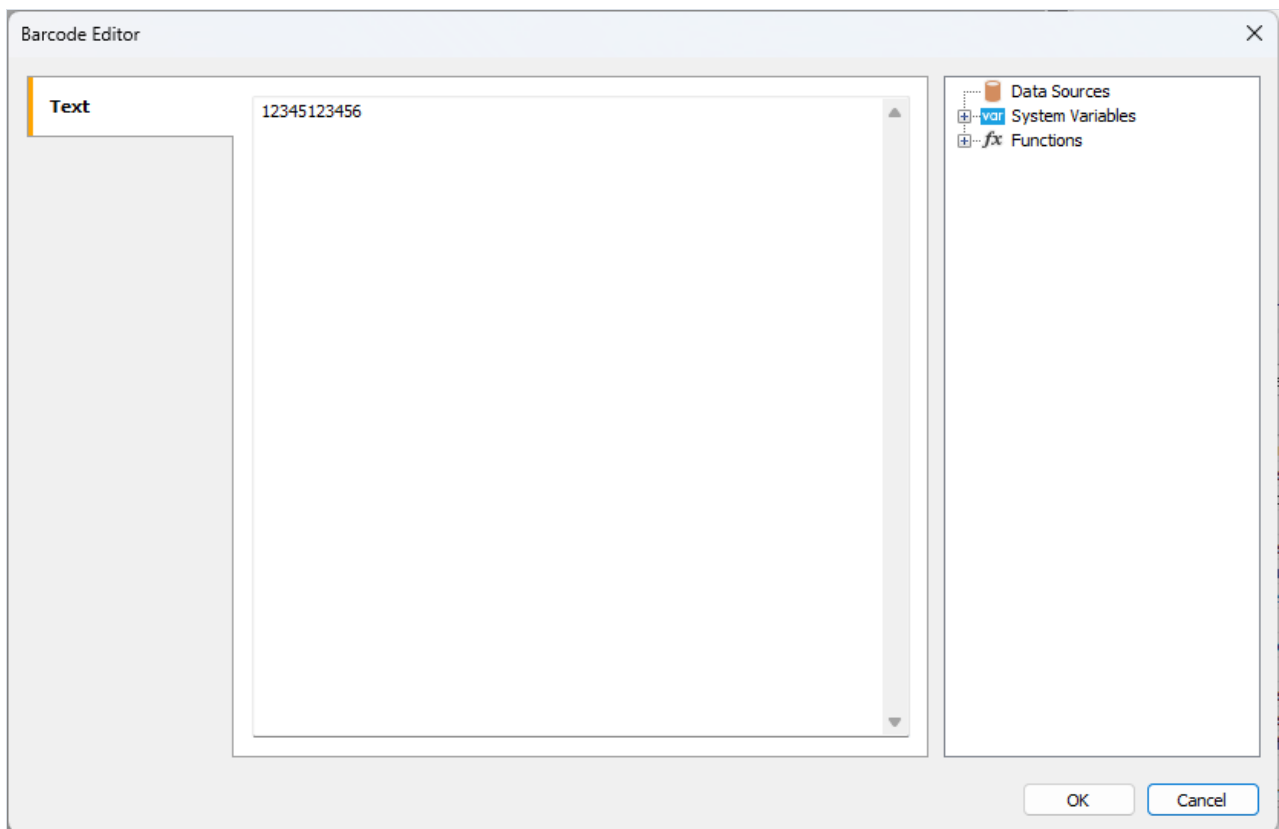 Barcode Editor
Text
12345123456
Data Sources
var System Variables
fx Functions
OK
Cancel